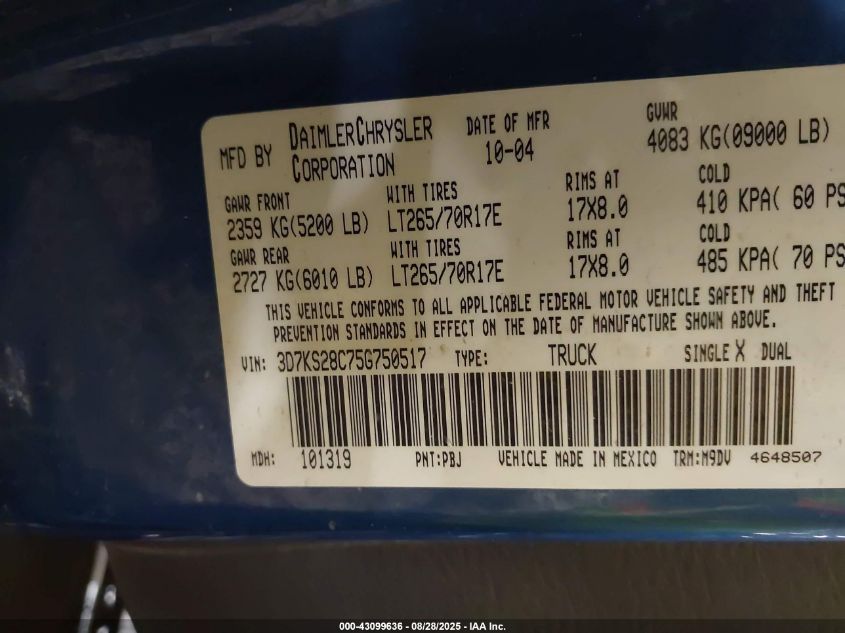 MFD BY DAIMLERCHRYSLER CORPORATION DATE OF MFR 10-04 GVWR 4083 KG(09000 LB)
GAWR FRONT WITH TIRES RIMS AT COLD
2359 KG(5200 LB) LT265/70R17E 17X8.0 410 KPA( 60 PS
GAWR REAR WITH TIRES RIMS AT COLD
2727 KG(6010 LB) LT265/70R17E 17X8.0 485 KPA( 70 PS
THIS VEHICLE CONFORMS TO ALL APPLICABLE FEDERAL MOTOR VEHICLE SAFETY AND THEFT
PREVENTION STANDARDS IN EFFECT ON THE DATE OF MANUFACTURE SHOWN ABOVE.
VIN: 3D7KS28C75G750517 TYPE: TRUCK SINGLE X DUAL
MDH: 101319 PNT:PBJ VEHICLE MADE IN MEXICO TRM:M9DV 4648507
000-43099636 - 08/28/2025 - IAA Inc.